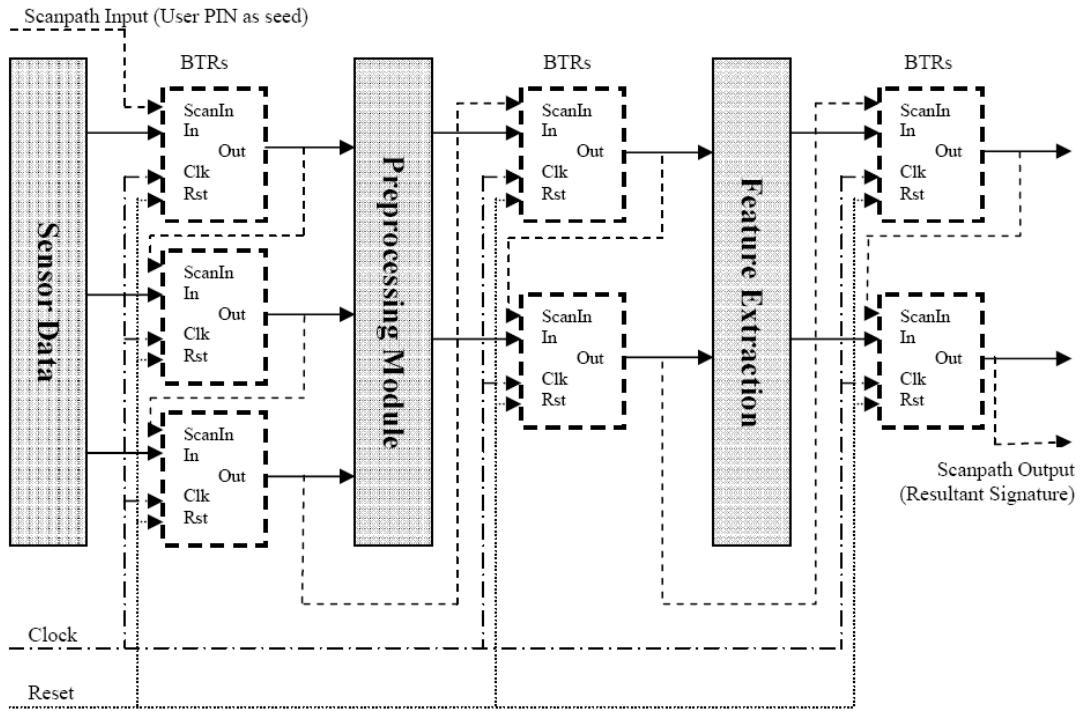 Scanpath Input (User PIN as seed)
BTRs
BTRs
BTRs
Sensor Data
ScanIn
In
Out
Clk
Rst
ScanIn
In
Out
Clk
Rst
ScanIn
In
Out
Clk
Rst
Preprocessing Module
ScanIn
In
Out
Clk
Rst
ScanIn
In
Out
Clk
Rst
Feature Extraction
ScanIn
In
Out
Clk
Rst
ScanIn
In
Out
Clk
Rst
Scanpath Output
(Resultant Signature)
Clock
Reset